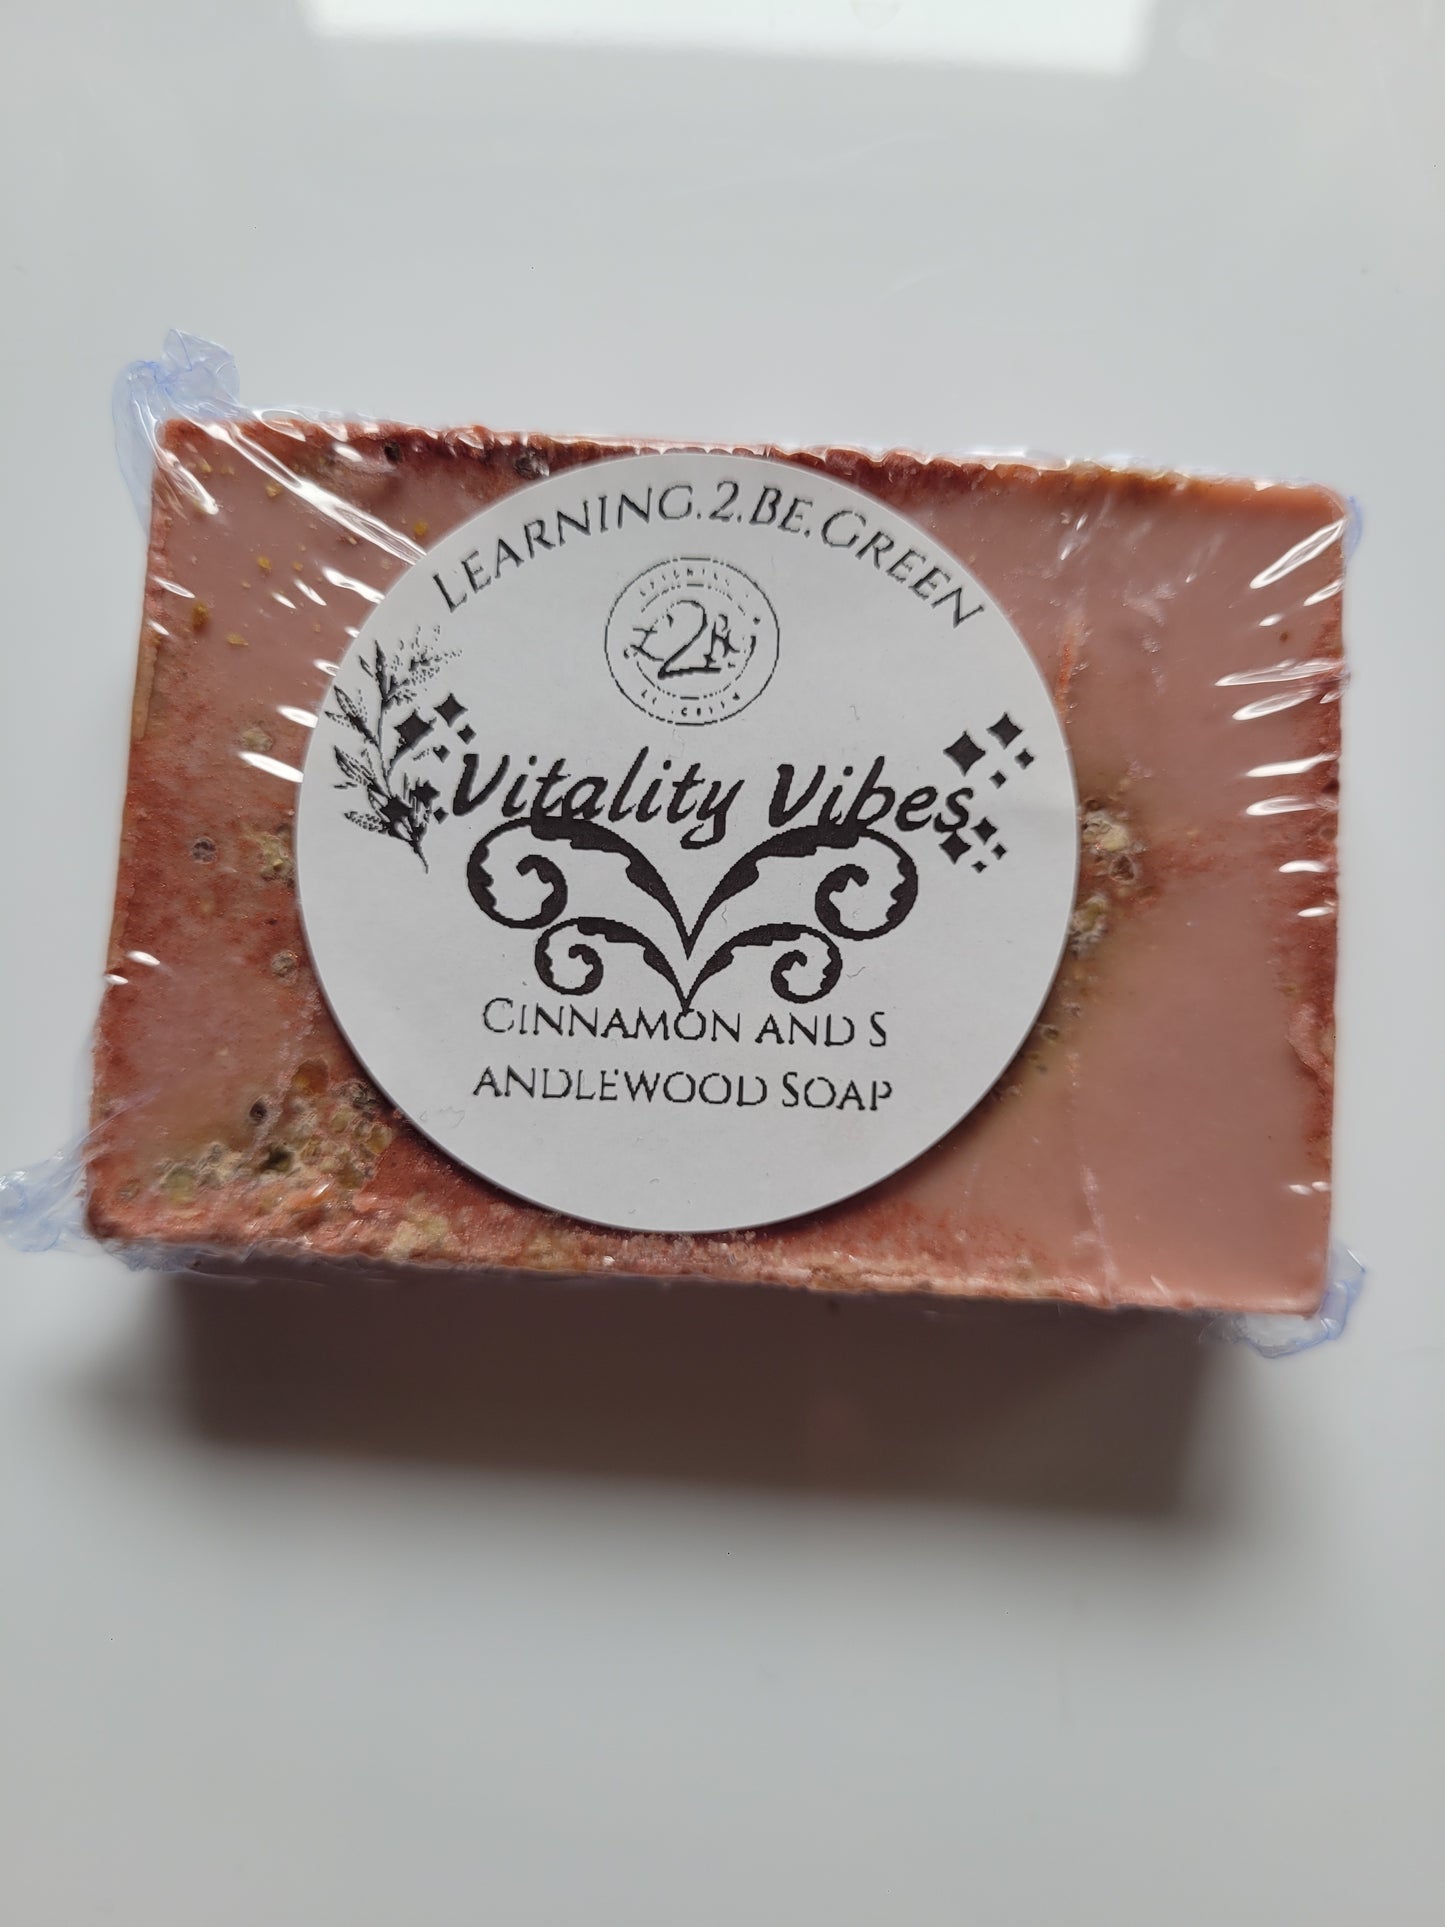 Learning.2.Be.Green
Vitality Vibes
Cinnamon and S
andlewood Soap